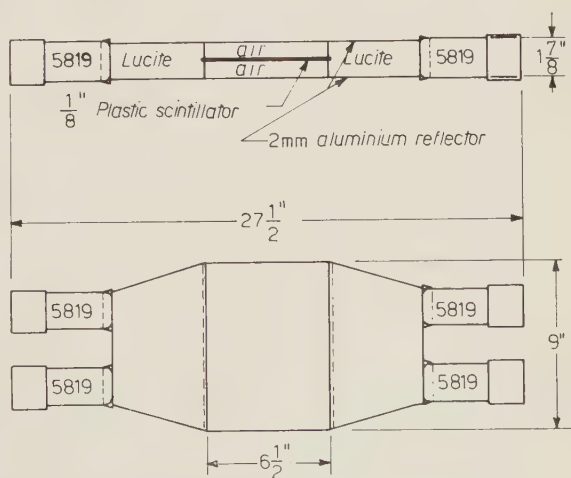 air
5819 Lucite Lucite 5819
air
1 7/8"
1/8" Plastic scintillator
2mm aluminium reflector
27 1/2"
5819 5819
9"
5819 5819
6 1/2"